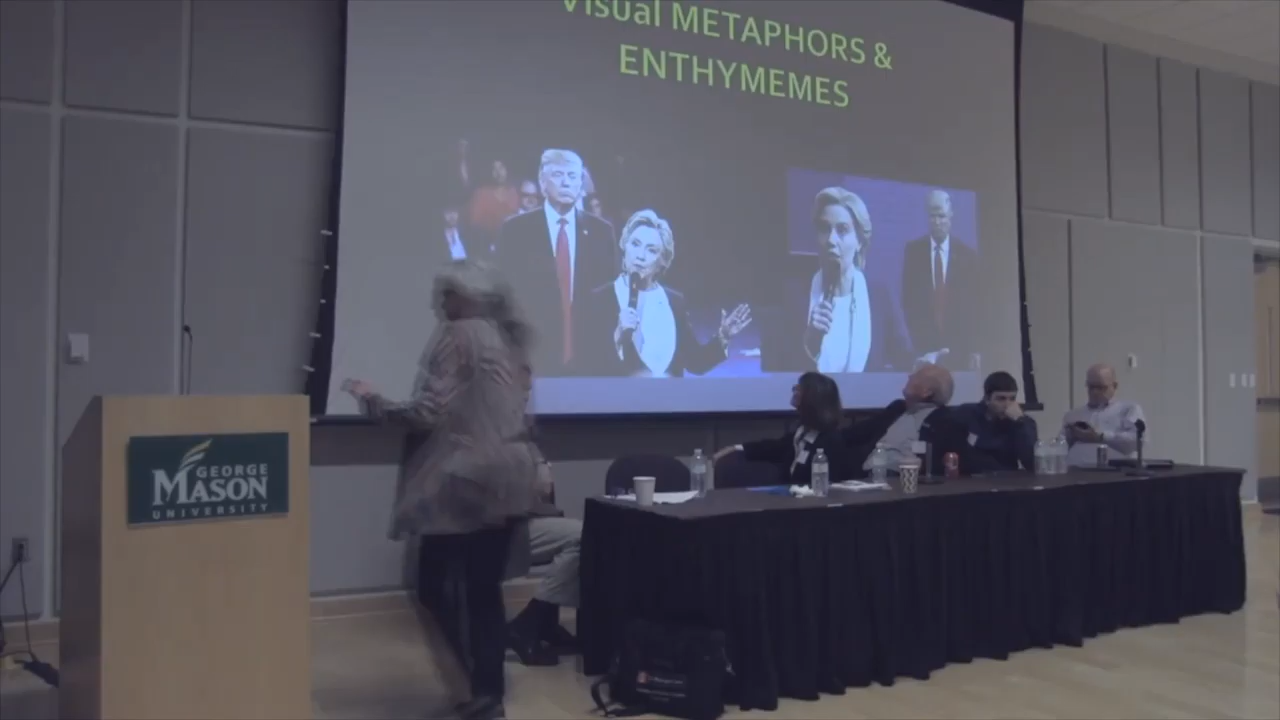 Visual METAPHORS &
ENTHYMEMES
GEORGE
MASON
UNIVERSITY